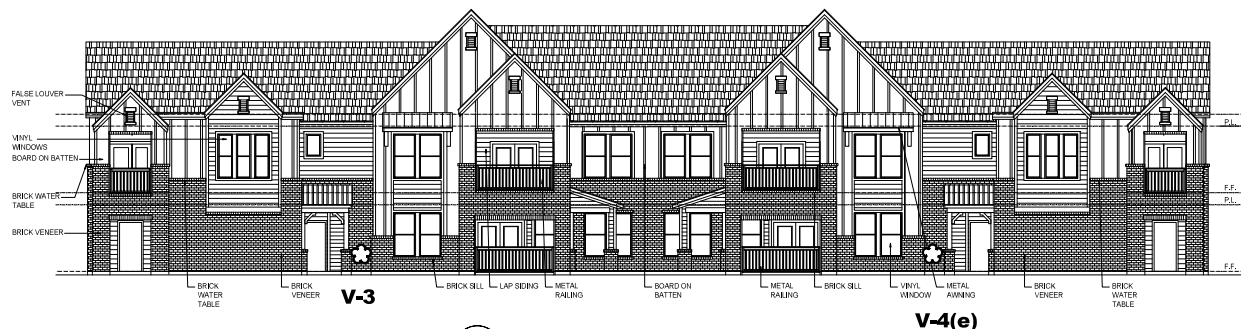 FALSE LOUVER
VENT
VINYL
WINDOWS
BOARD ON BATTEN
BRICK WATER
TABLE
BRICK VENEER
P.L.
F.F.
P.L.
F.F.
BRICK
WATER
TABLE
BRICK
VENEER
V-3
BRICK SILL
LAP SIDING
METAL
RAILING
BOARD ON
BATTEN
METAL
RAILING
BRICK SILL
VINYL
WINDOW
METAL
AWNING
V-4(e)
BRICK
VENEER
BRICK
WATER
TABLE